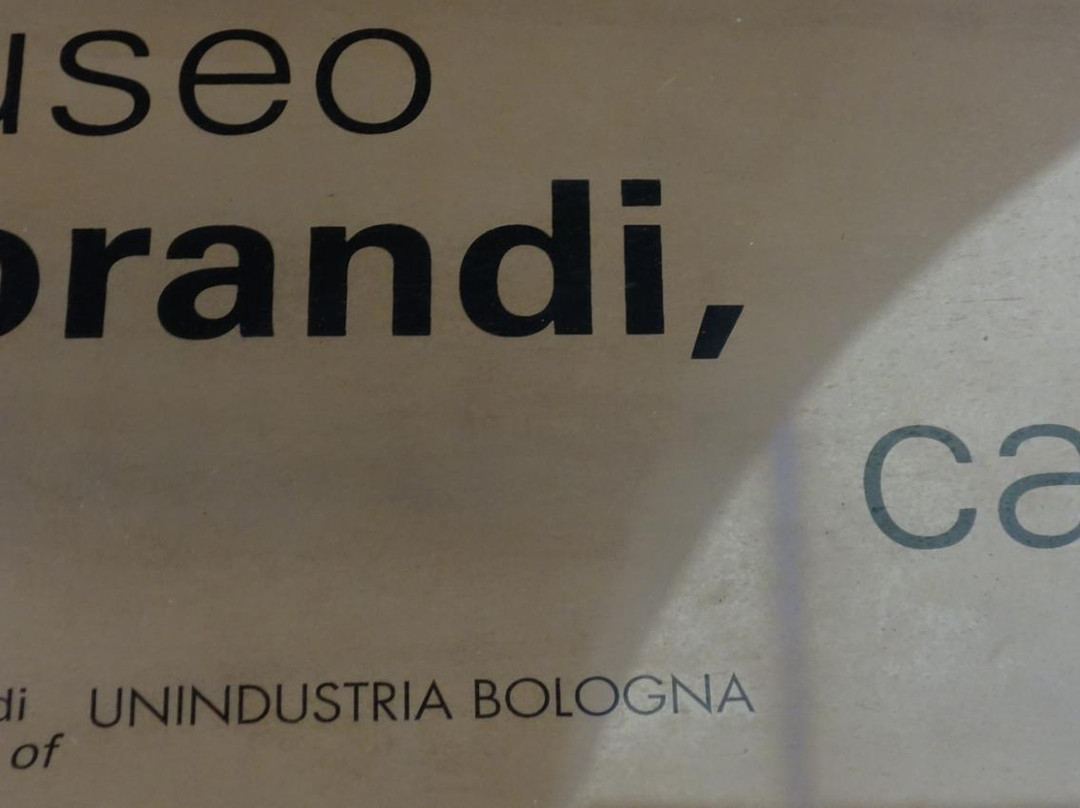 useo
orandi,
ca
di UNINDUSTRIA BOLOGNA
of